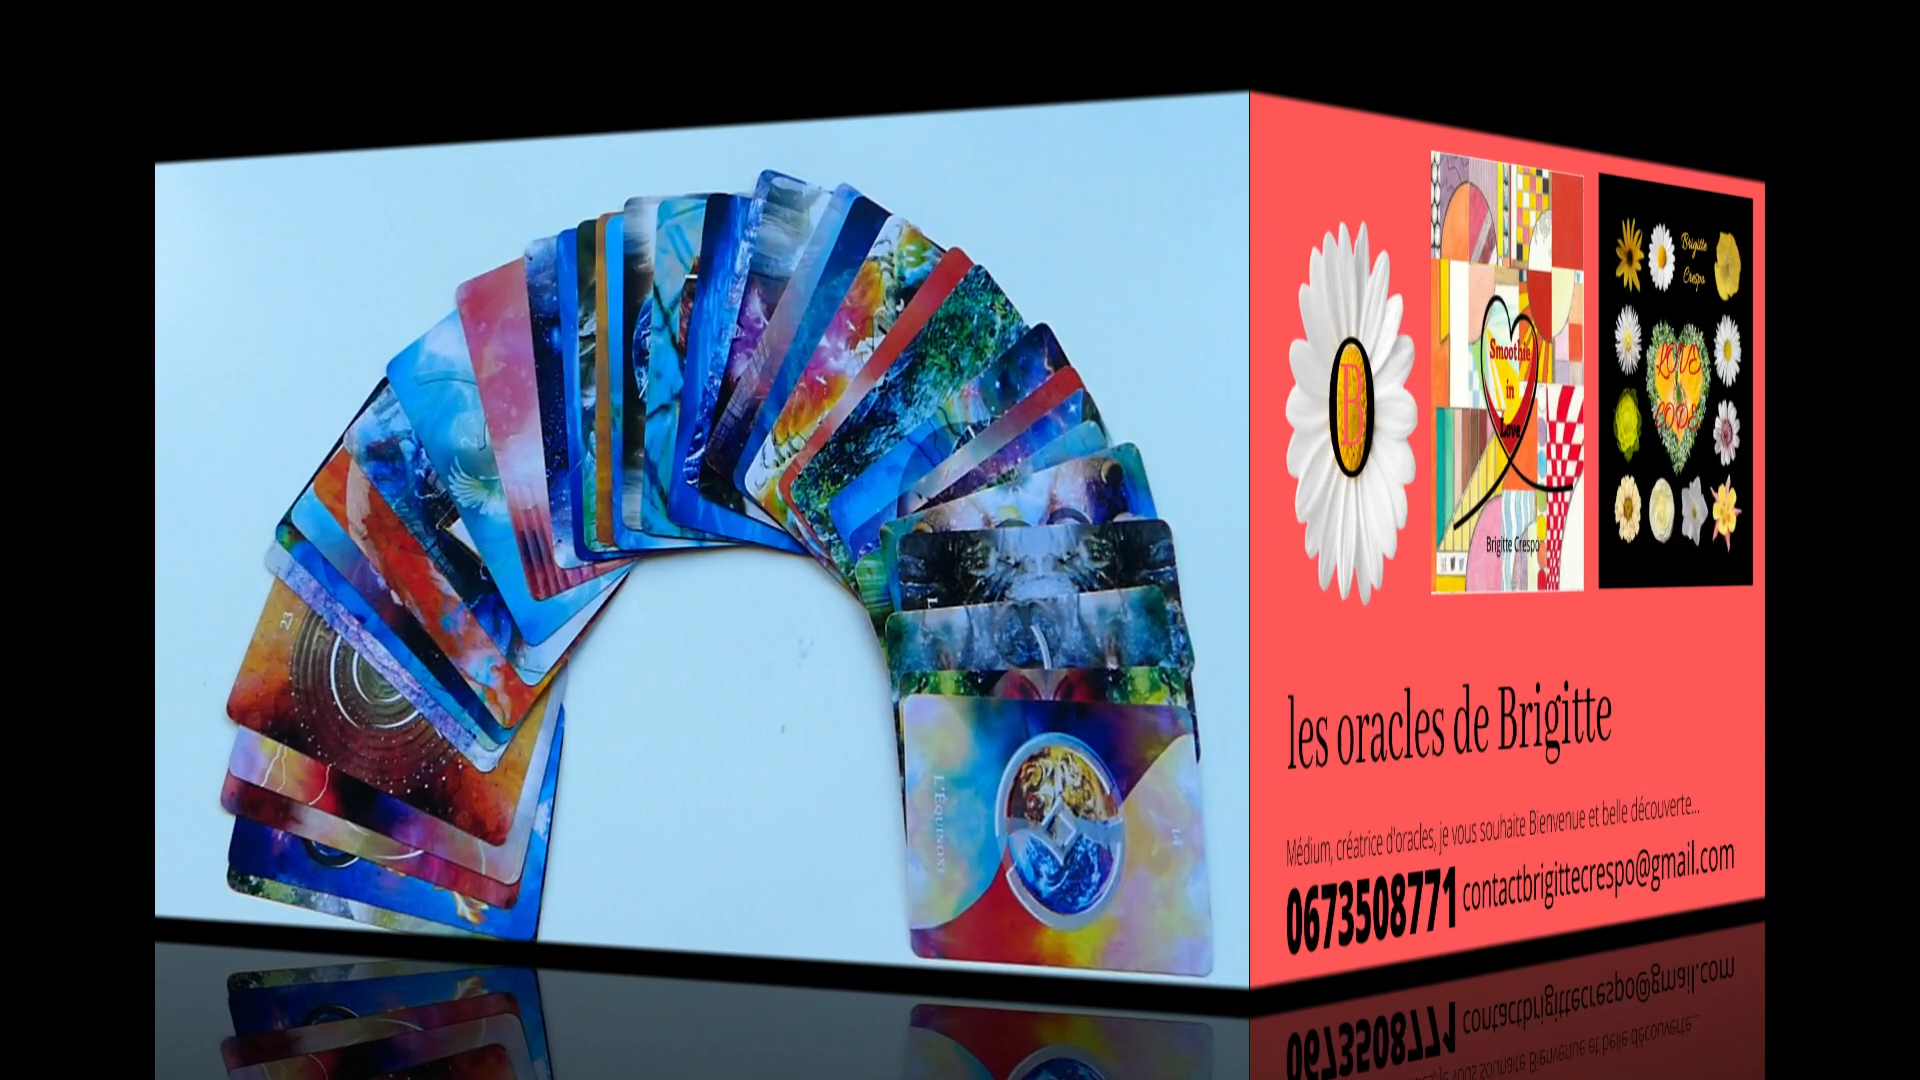 23
L'ÉQUINOXE
14
B
Smoothie
in
Love
Brigitte Crespo
Brigitte
Crespo
LOVE
CODE
les oracles de Brigitte
Médium, créatrice d'oracles, je vous souhaite Bienvenue et belle découverte...
0673508771 contactbrigittecrespo@gmail.com